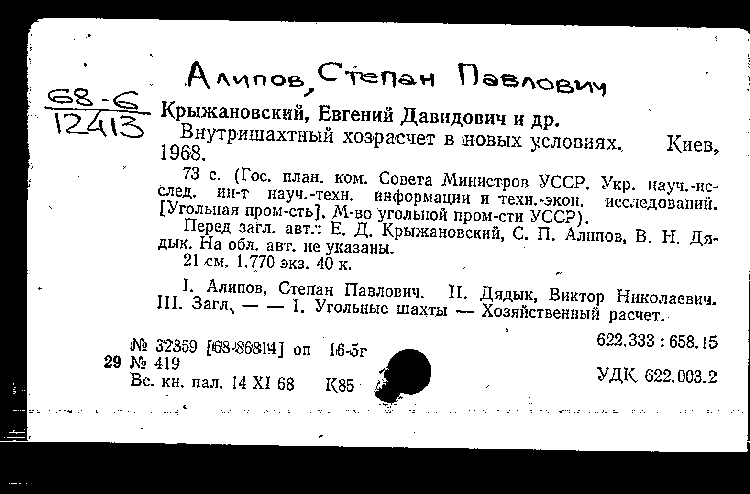 Алипов, Степан Павлович
68-6
12413
Крыжановский, Евгений Давидович и др.
Внутришахтный хозрасчет в новых условиях. Киев,
1968.
73 с. (Гос. план. ком. Совета Министров УССР. Укр. науч.-ис-
след. ин-т науч.-техн. информации и техн.-экон. исследований.
[Угольная пром-сть]. М-во угольной пром-сти УССР).
Перед загл. авт.: Е. Д. Крыжановский, С. П. Алипов, В. Н. Дя-
дык. На обл. авт. не указаны.
21 см. 1.770 экз. 40 к.
I. Алипов, Степан Павлович. II. Дядык, Виктор Николаевич.
III. Загл. — — 1. Угольные шахты — Хозяйственный расчет.
622.333 : 658.15
№ 32359 [68-86814] оп 16-5г
29 № 419
УДК 622.003.2
Вс. кн. пал. 14 XI 68 К85